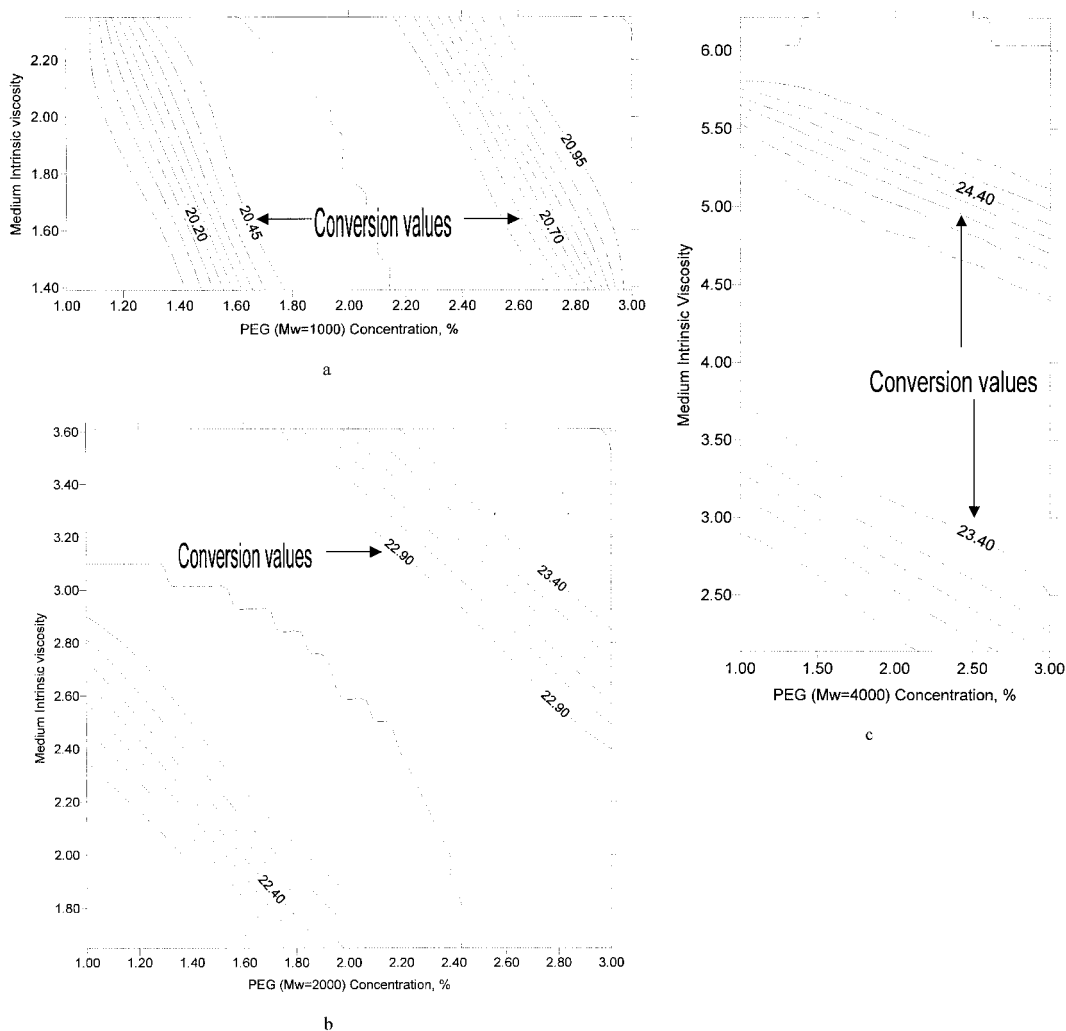 Medium Intrinsic viscosity
2.20
2.00
1.80
1.60
1.40
20.20
20.45
Conversion values
20.70
20.95
1.00 1.20 1.40 1.60 1.80 2.00 2.20 2.40 2.60 2.80 3.00
PEG (Mw=1000) Concentration, %
a
Medium Intrinsic viscosity
3.60
3.40
3.20
3.00
2.80
2.60
2.40
2.20
2.00
1.80
Conversion values
22.90
23.40
22.90
22.40
1.00 1.20 1.40 1.60 1.80 2.00 2.20 2.40 2.60 2.80 3.00
PEG (Mw=2000) Concentration, %
b
Medium Intrinsic Viscosity
6.00
5.50
5.00
4.50
4.00
3.50
3.00
2.50
24.40
Conversion values
23.40
1.00 1.50 2.00 2.50 3.00
PEG (Mw=4000) Concentration, %
c